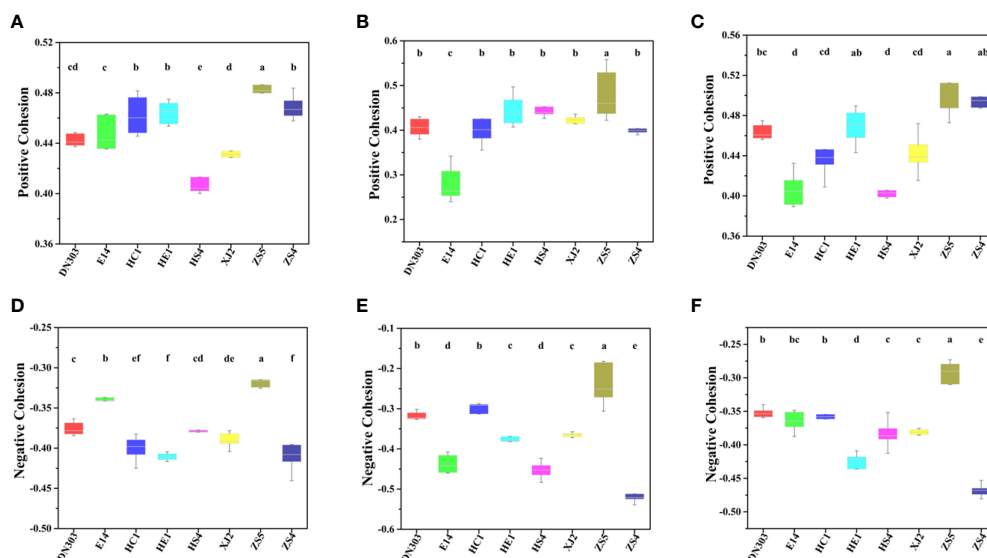 A
Positive Cohesion
0.52
0.48
0.44
0.40
0.36
cd c b b e d a b
DN303 E14 HC1 HE1 HS4 XJ2 ZS5 ZS4
B
Positive Cohesion
0.6
0.5
0.4
0.3
0.2
b c b b b b a b
DN303 E14 HC1 HE1 HS4 XJ2 ZS5 ZS4
C
Positive Cohesion
0.56
0.52
0.48
0.44
0.40
0.36
bc d cd ab d cd a ab
DN303 E14 HC1 HE1 HS4 XJ2 ZS5 ZS4
D
Negative Cohesion
-0.25
-0.30
-0.35
-0.40
-0.45
-0.50
c b ef f cd de a f
DN303 E14 HC1 HE1 HS4 XJ2 ZS5 ZS4
E
Negative Cohesion
-0.1
-0.2
-0.3
-0.4
-0.5
-0.6
b d b c d c a e
DN303 E14 HC1 HE1 HS4 XJ2 ZS5 ZS4
F
Negative Cohesion
-0.25
-0.30
-0.35
-0.40
-0.45
-0.50
b bc b d c c a e
DN303 E14 HC1 HE1 HS4 XJ2 ZS5 ZS4